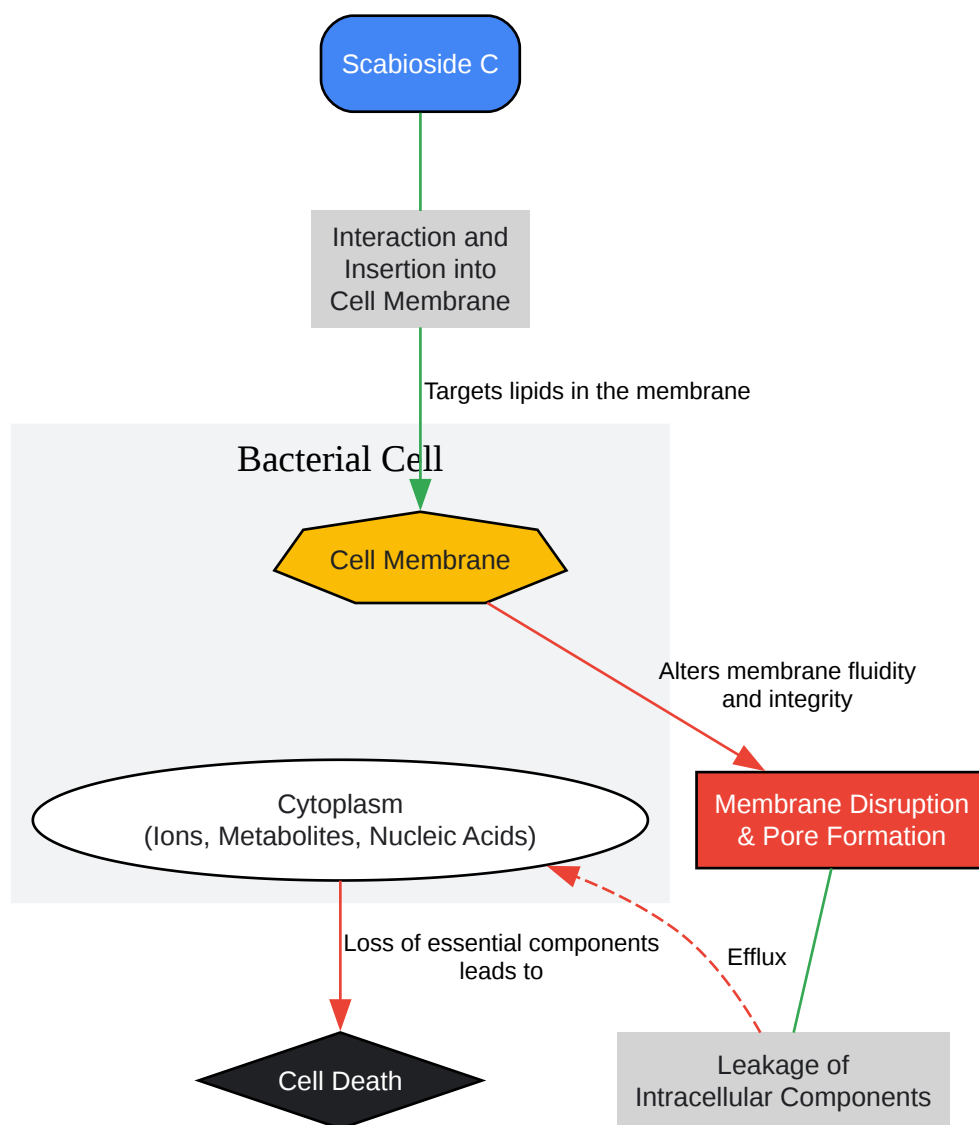 Scabioside C
Interaction and
Insertion into
Cell Membrane
Targets lipids in the membrane
Bacterial Cell
Cell Membrane
Alters membrane fluidity
and integrity
Membrane Disruption
& Pore Formation
Cytoplasm
(Ions, Metabolites, Nucleic Acids)
Loss of essential components
leads to
Efflux
Cell Death
Leakage of
Intracellular Components